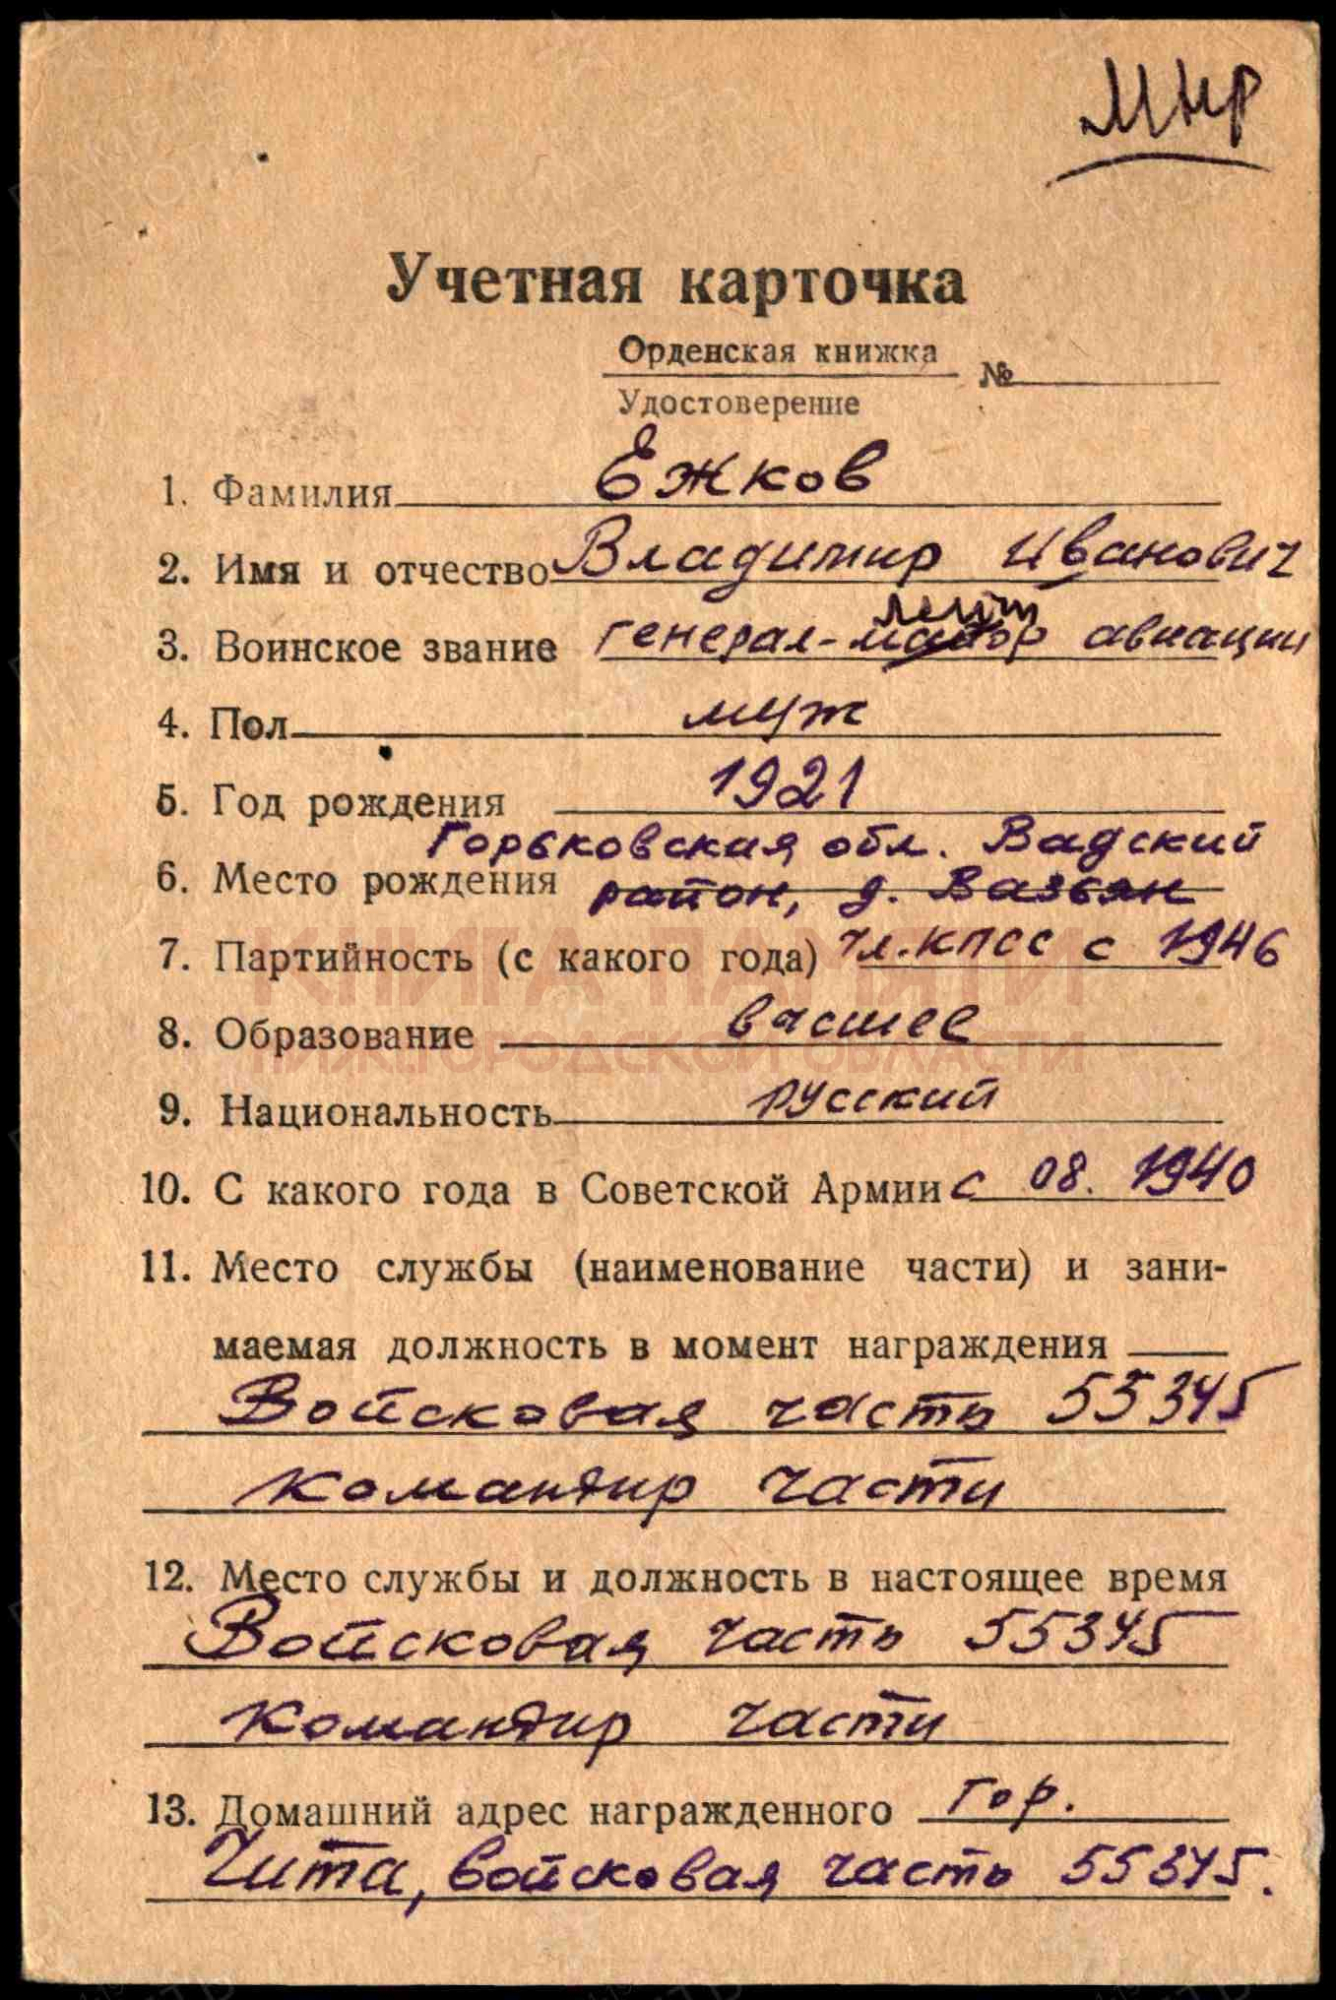 МНР
Учетная карточка
Орденская книжка
№
Удостоверение
1. Фамилия Ежков
2. Имя и отчество Владимир Иванович
лейт
3. Воинское звание генерал-майор авиации
4. Пол муж
5. Год рождения 1921
Горьковская обл. Вадский
6. Место рождения район, д. Вазьян
7. Партийность (с какого года) чл. КПСС с 1946
КНИГА ПАМЯТИ
8. Образование высшее
НИЖЕГОРОДСКОЙ ОБЛАСТИ
9. Национальность русский
10. С какого года в Советской Армии с 08. 1940
11. Место службы (наименование части) и зани-
маемая должность в момент награждения
Войсковая часть 55345
командир части
12. Место службы и должность в настоящее время
Войсковая часть 55345
командир части
13. Домашний адрес награжденного гор.
Чита, войсковая часть 55345.